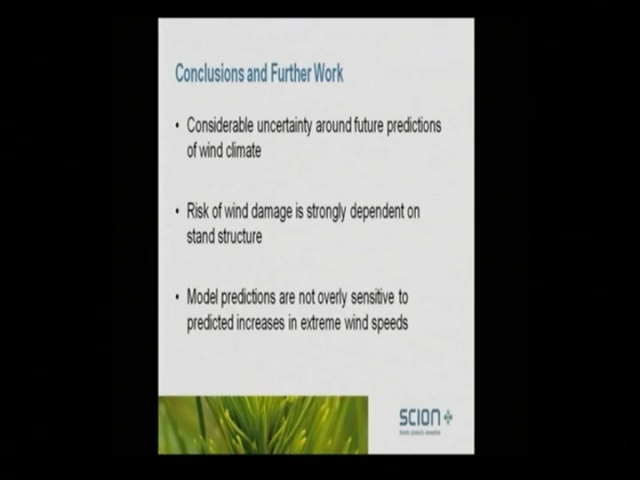 Conclusions and Further Work
• Considerable uncertainty around future predictions
of wind climate
• Risk of wind damage is strongly dependent on
stand structure
• Model predictions are not overly sensitive to
predicted increases in extreme wind speeds
SCION